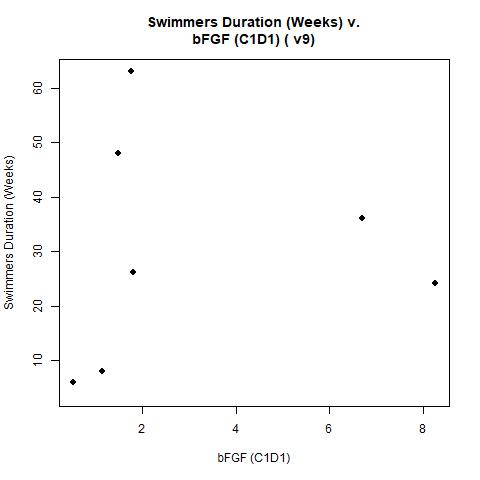 Swimmers Duration (Weeks) v.
bFGF (C1D1) ( v9)
Swimmers Duration (Weeks)
60
50
40
30
20
10
2 4 6 8
bFGF (C1D1)